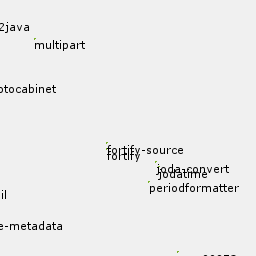 2java
multipart
otocabinet
fortify-source
fortify
joda-convert
jodatime
periodformatter
il
e-metadata